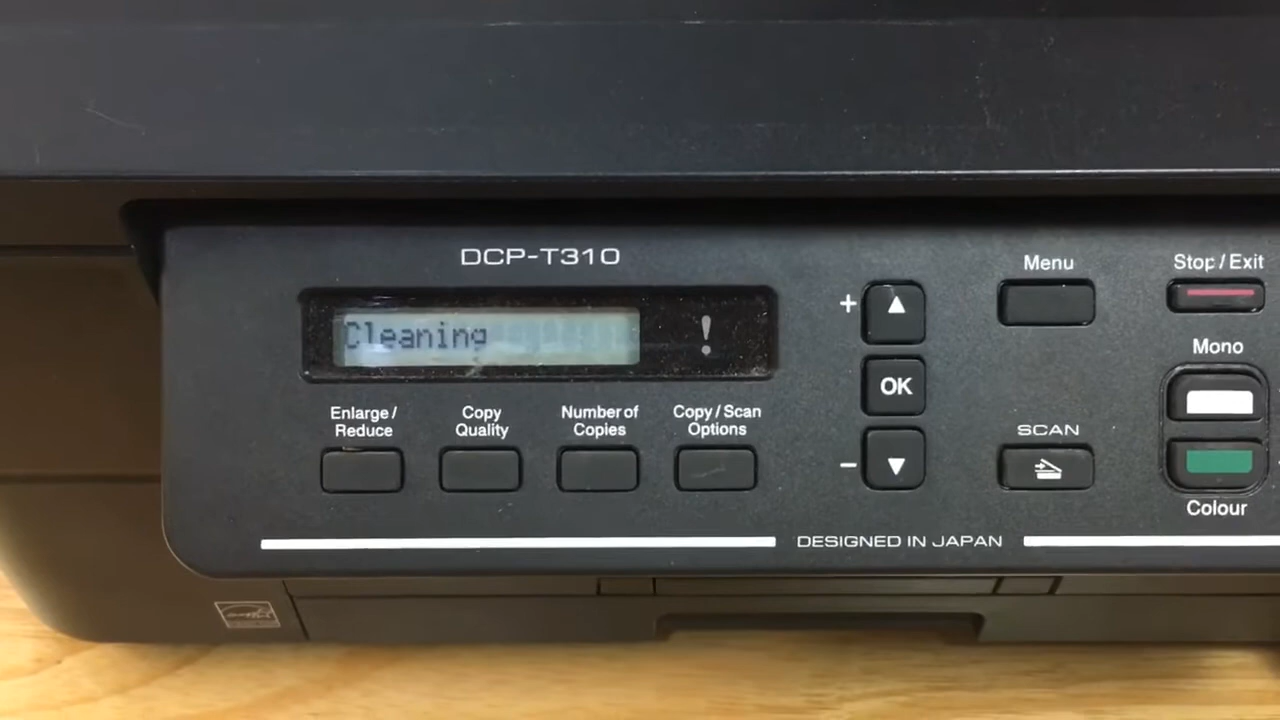 DCP-T310
Cleaning
!
Enlarge /
Reduce
Copy
Quality
Number of
Copies
Copy / Scan
Options
+
OK
−
Menu
SCAN
Stop / Exit
Mono
Colour
DESIGNED IN JAPAN